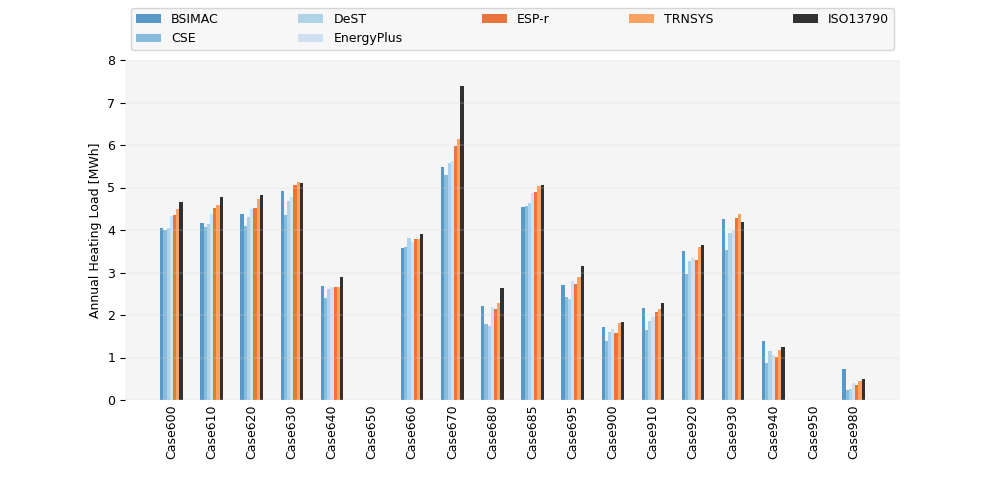 BSIMAC DeST ESP-r TRNSYS ISO13790
CSE EnergyPlus
Annual Heating Load [MWh]
8
7
6
5
4
3
2
1
0
Case600
Case610
Case620
Case630
Case640
Case650
Case660
Case670
Case680
Case685
Case695
Case900
Case910
Case920
Case930
Case940
Case950
Case980